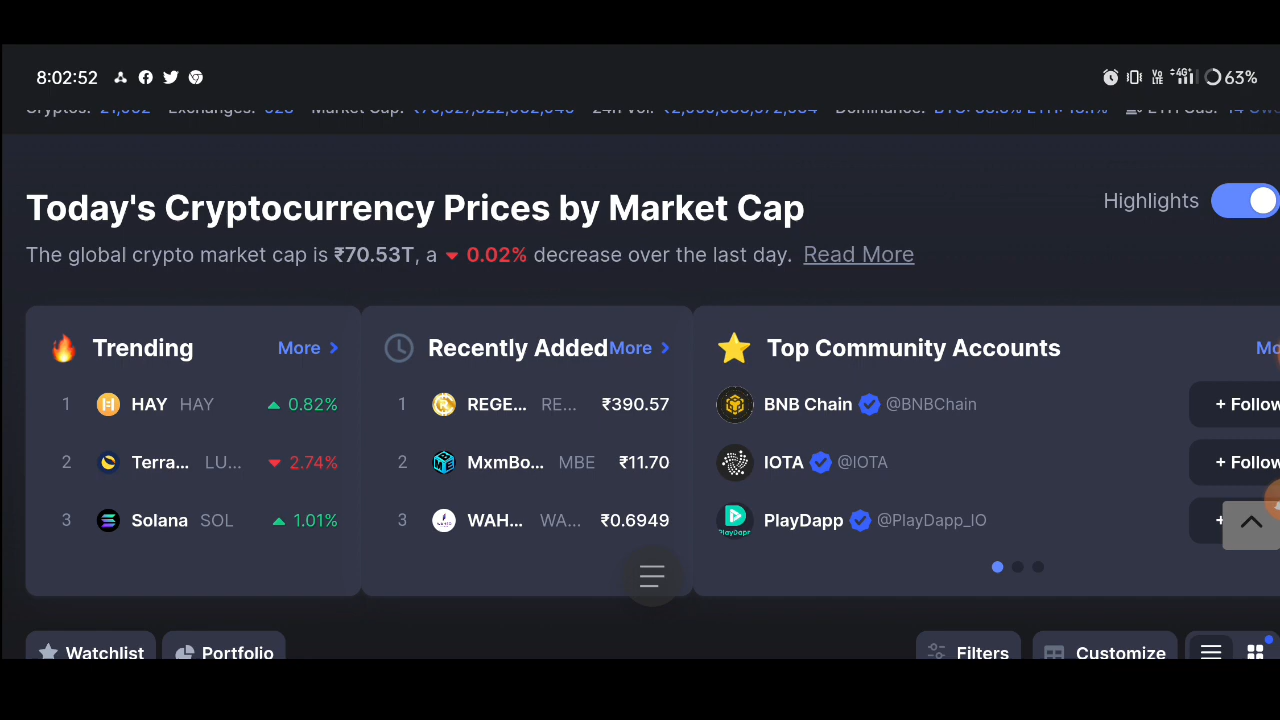 8:02:52 63%
Today's Cryptocurrency Prices by Market Cap
Highlights
The global crypto market cap is ₹70.53T, a 0.02% decrease over the last day. Read More
Trending More
1 HAY HAY 0.82%
2 Terra... LU... 2.74%
3 Solana SOL 1.01%
Recently Added More
1 REGE... RE... ₹390.57
2 MxmBo... MBE ₹11.70
3 WAH... WA... ₹0.6949
Top Community Accounts Mo
BNB Chain @BNBChain + Follow
IOTA @IOTA + Follow
PlayDapp @PlayDapp_IO +
Watchlist Portfolio Filters Customize